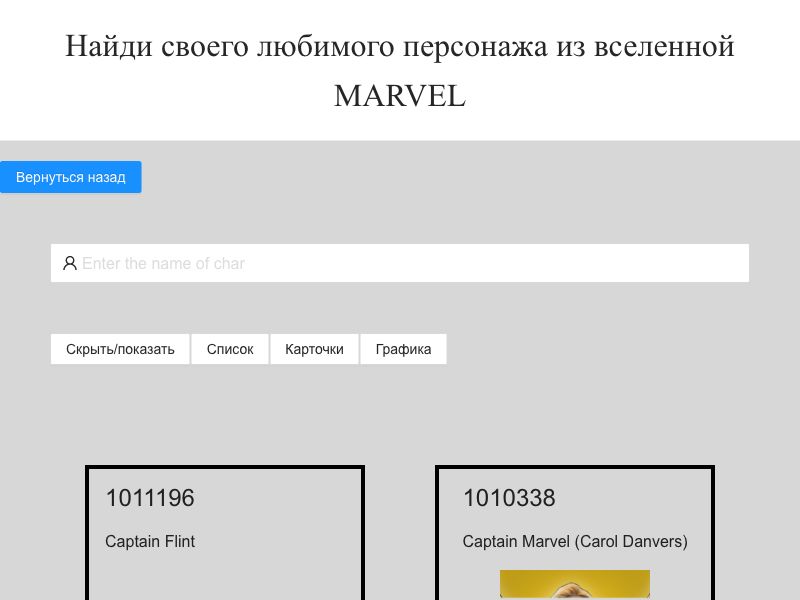 Найди своего любимого персонажа из вселенной
MARVEL
Вернуться назад
Enter the name of char
Скрыть/показать Список Карточки Графика
1011196 1010338
Captain Flint Captain Marvel (Carol Danvers)